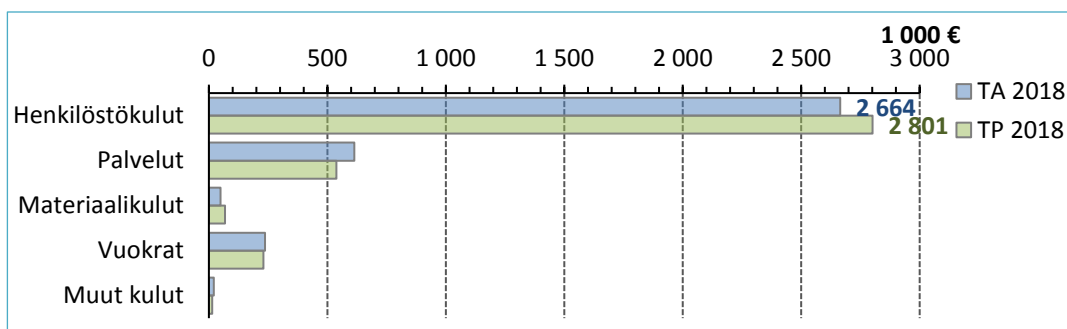 1 000 €
0 500 1 000 1 500 2 000 2 500 3 000
TA 2018
TP 2018
Henkilöstökulut 2 664
2 801
Palvelut
Materiaalikulut
Vuokrat
Muut kulut